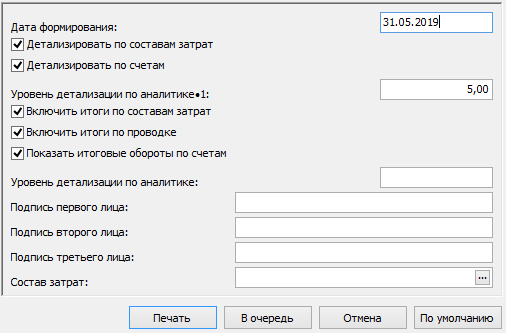 Дата формирования: 31.05.2019
Детализировать по составам затрат
Детализировать по счетам
Уровень детализации по аналитике•1: 5,00
Включить итоги по составам затрат
Включить итоги по проводке
Показать итоговые обороты по счетам
Уровень детализации по аналитике:
Подпись первого лица:
Подпись второго лица:
Подпись третьего лица:
Состав затрат: ...
Печать В очередь Отмена По умолчанию